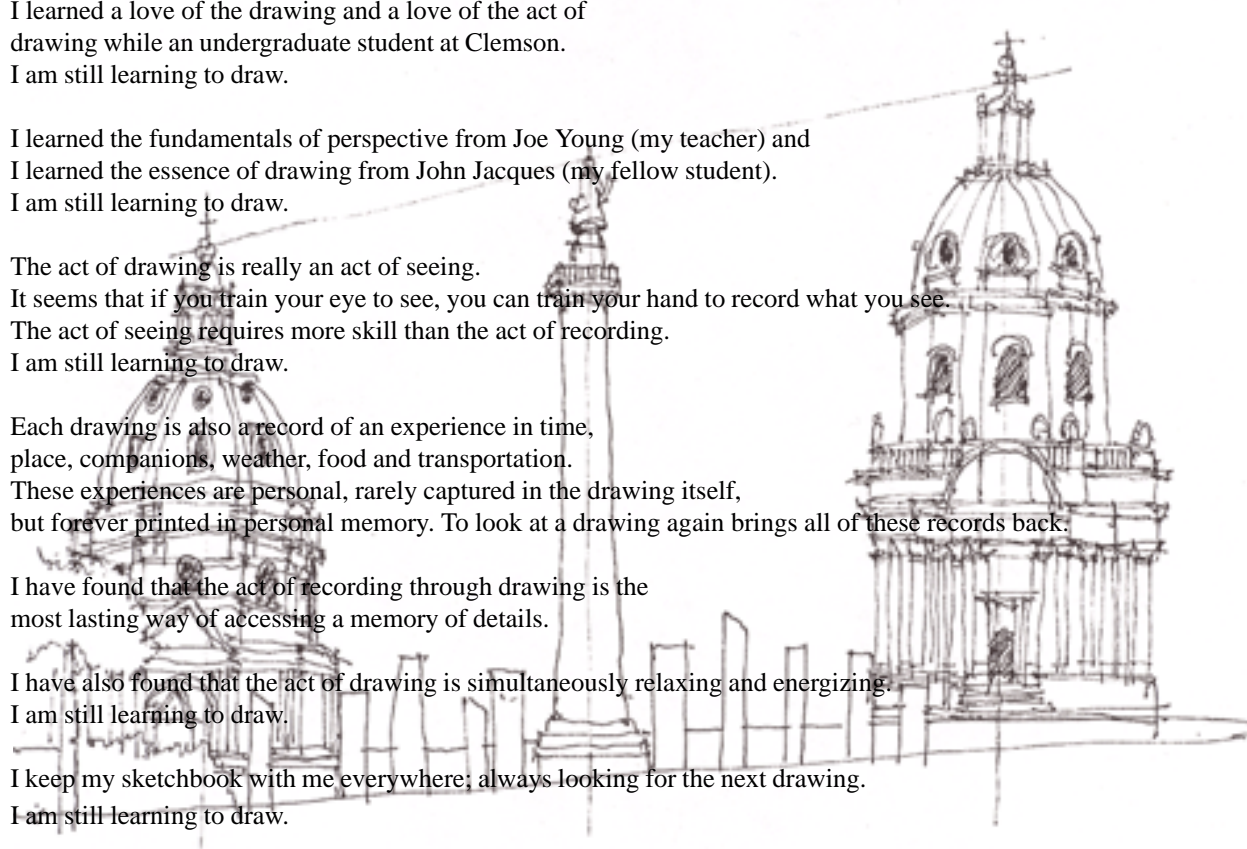 I learned a love of the drawing and a love of the act of
drawing while an undergraduate student at Clemson.
I am still learning to draw.
I learned the fundamentals of perspective from Joe Young (my teacher) and
I learned the essence of drawing from John Jacques (my fellow student).
I am still learning to draw.
The act of drawing is really an act of seeing.
It seems that if you train your eye to see, you can train your hand to record what you see.
The act of seeing requires more skill than the act of recording.
I am still learning to draw.
Each drawing is also a record of an experience in time,
place, companions, weather, food and transportation.
These experiences are personal, rarely captured in the drawing itself,
but forever printed in personal memory. To look at a drawing again brings all of these records back.
I have found that the act of recording through drawing is the
most lasting way of accessing a memory of details.
I have also found that the act of drawing is simultaneously relaxing and energizing.
I am still learning to draw.
I keep my sketchbook with me everywhere; always looking for the next drawing.
I am still learning to draw.